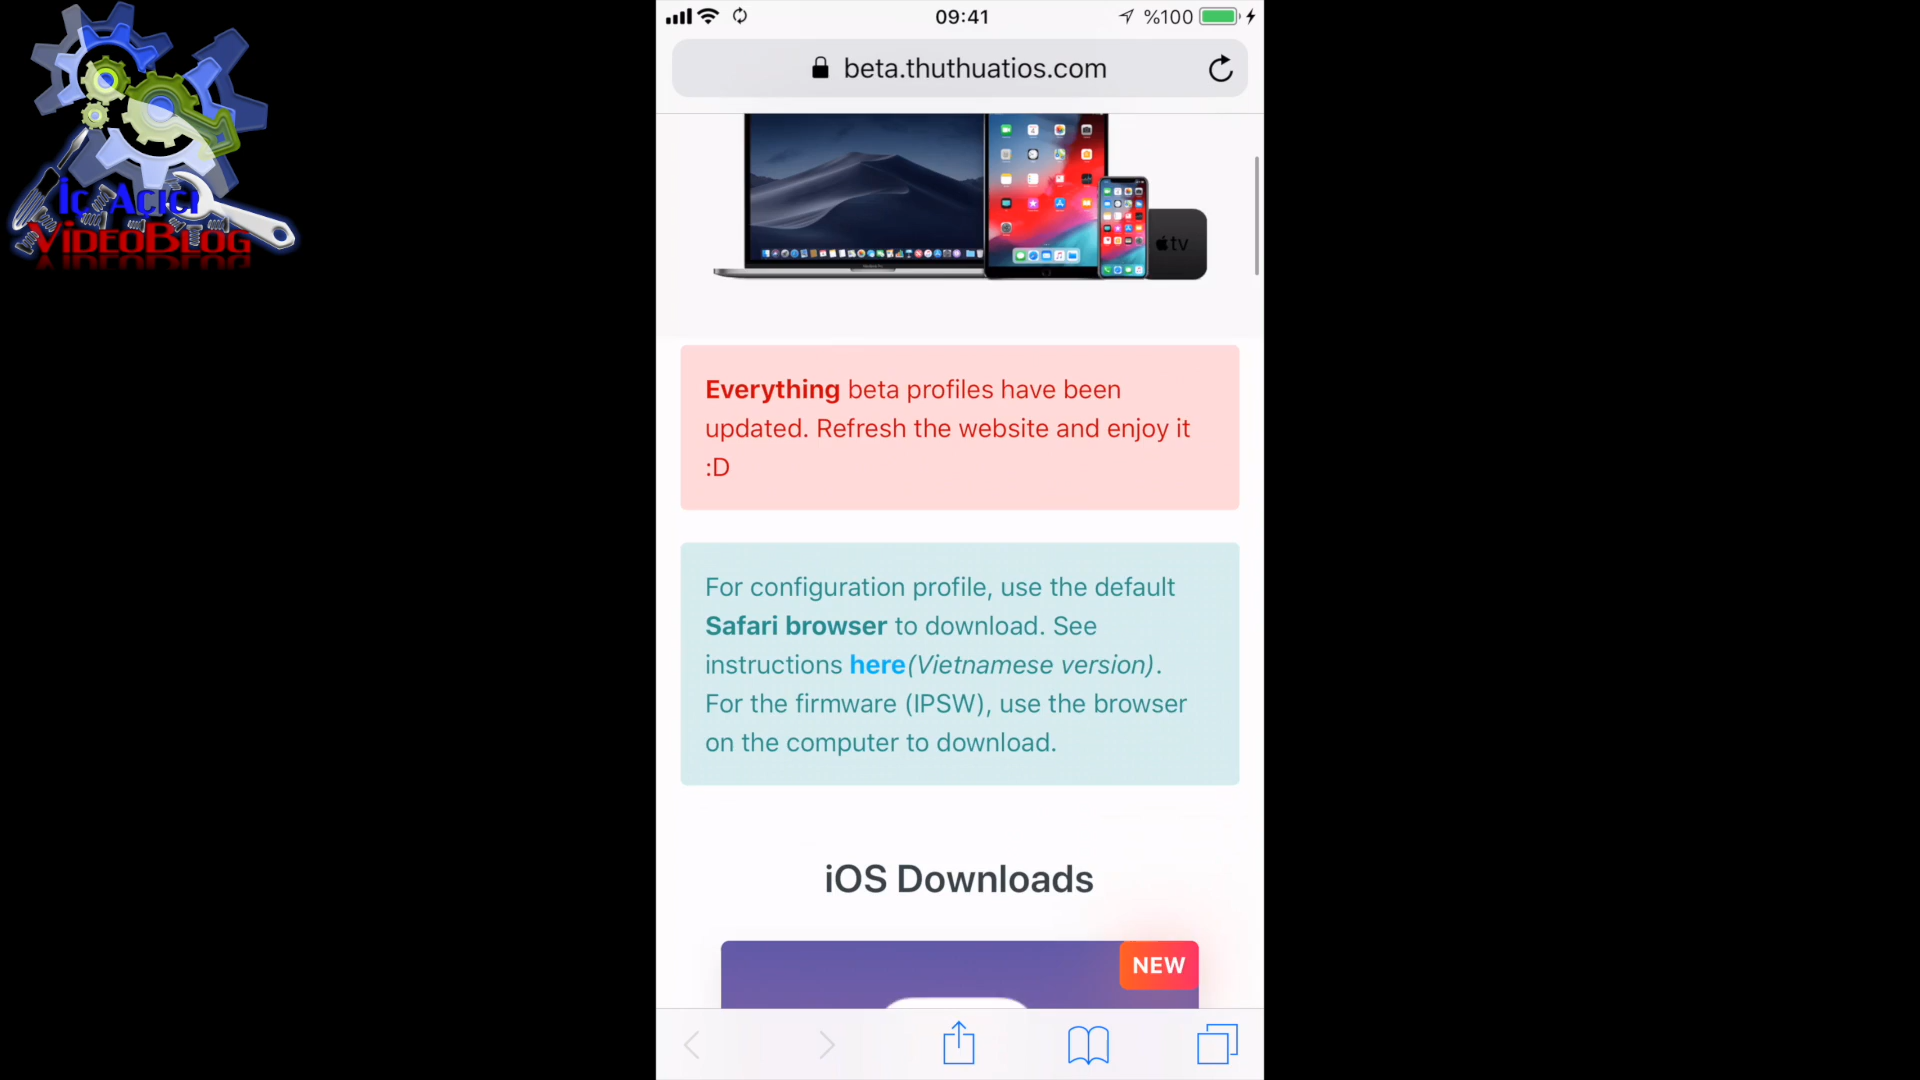 09:41
%100
beta.thuthuatios.com
İç Açıcı
VideoBlog
tv
Everything beta profiles have been
updated. Refresh the website and enjoy it
:D
For configuration profile, use the default
Safari browser to download. See
instructions here(Vietnamese version).
For the firmware (IPSW), use the browser
on the computer to download.
iOS Downloads
NEW